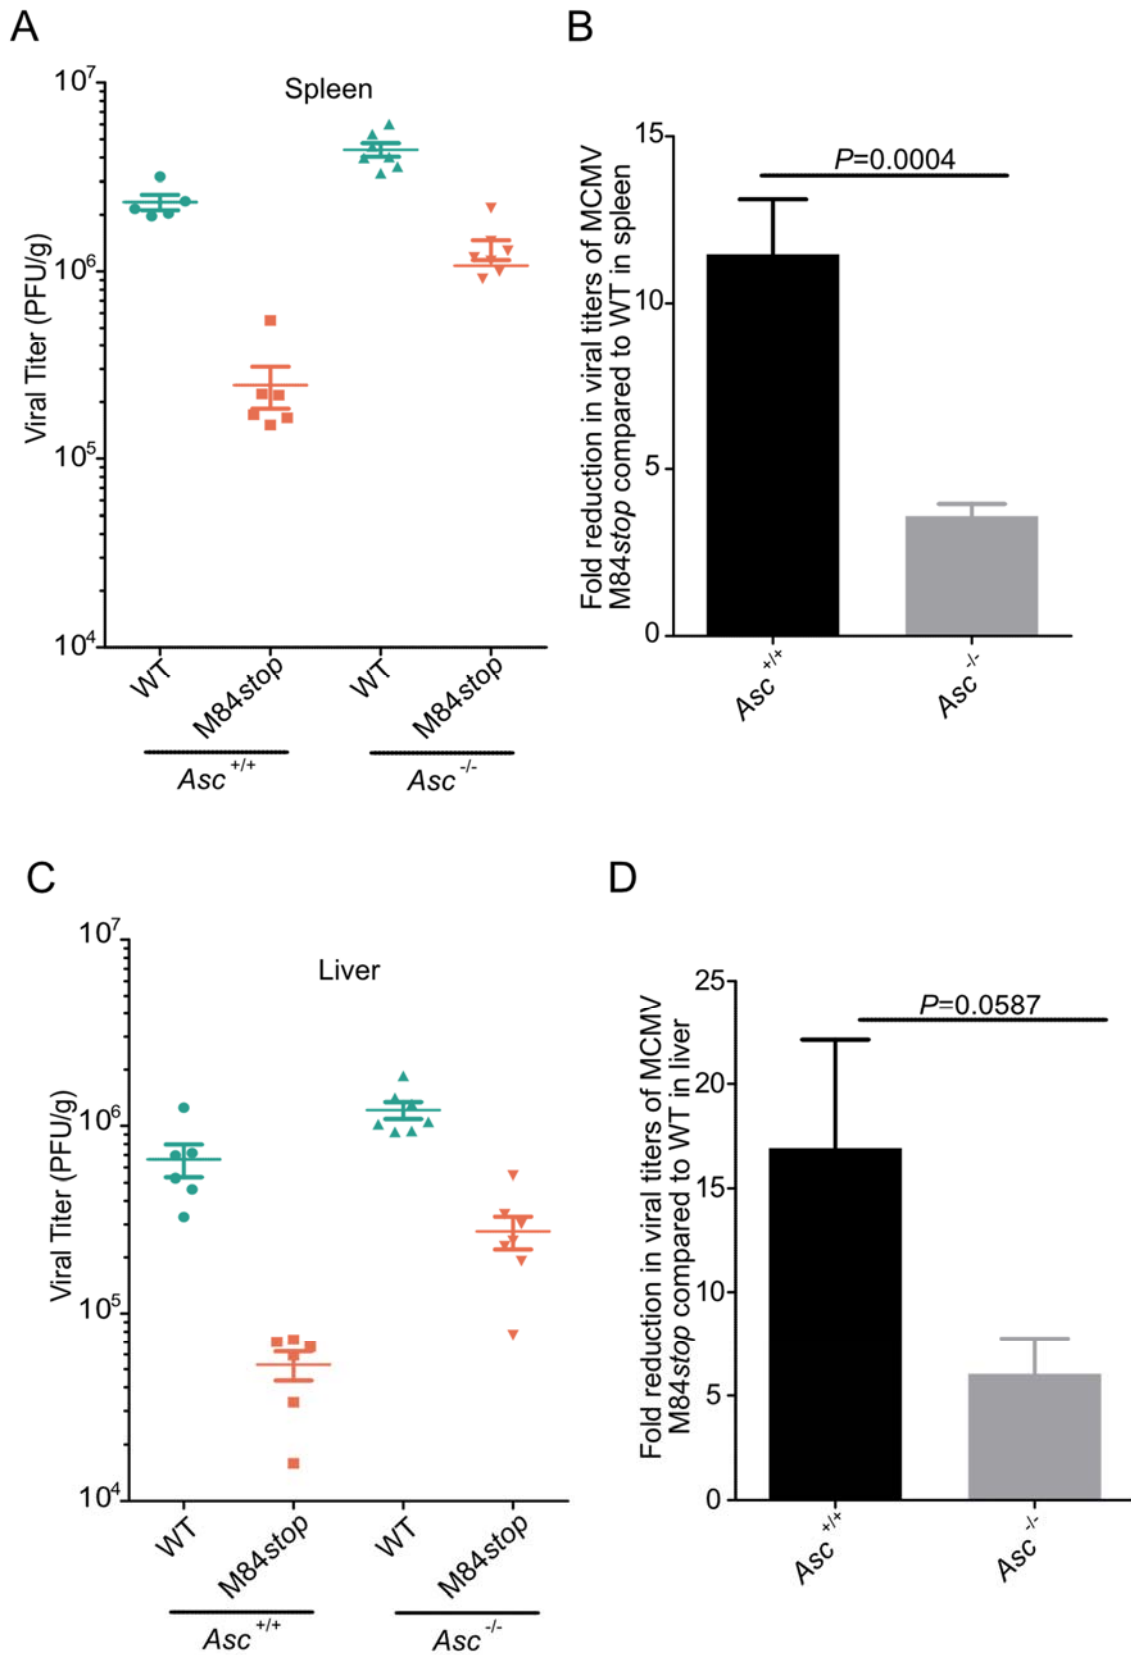 A
Spleen
Viral Titer (PFU/g)
10^7
10^6
10^5
10^4
WT
M84stop
WT
M84stop
Asc +/+
Asc -/-
B
Fold reduction in viral titers of MCMV
M84stop compared to WT in spleen
15
10
5
0
P=0.0004
Asc +/+
Asc -/-
C
Liver
Viral Titer (PFU/g)
10^7
10^6
10^5
10^4
WT
M84stop
WT
M84stop
Asc +/+
Asc -/-
D
Fold reduction in viral titers of MCMV
M84stop compared to WT in liver
25
20
15
10
5
0
P=0.0587
Asc +/+
Asc -/-